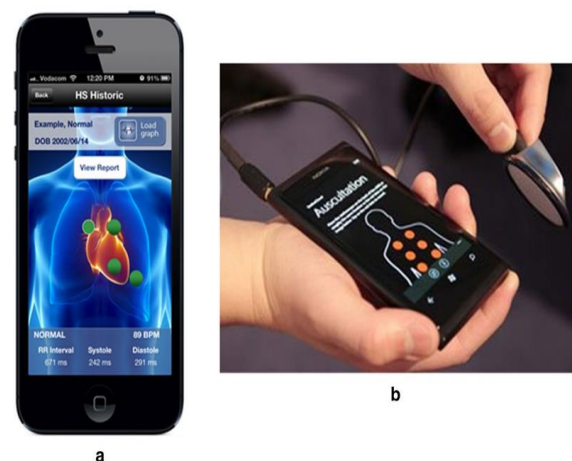 Vodacom 12:20 PM 91%
Back HS Historic
Example, Normal
DOB 2002/06/14
Load
graph
View Report
NORMAL 89 BPM
RR Interval Systole Diastole
671 ms 242 ms 291 ms
a
NOKIA
Auscultation
b